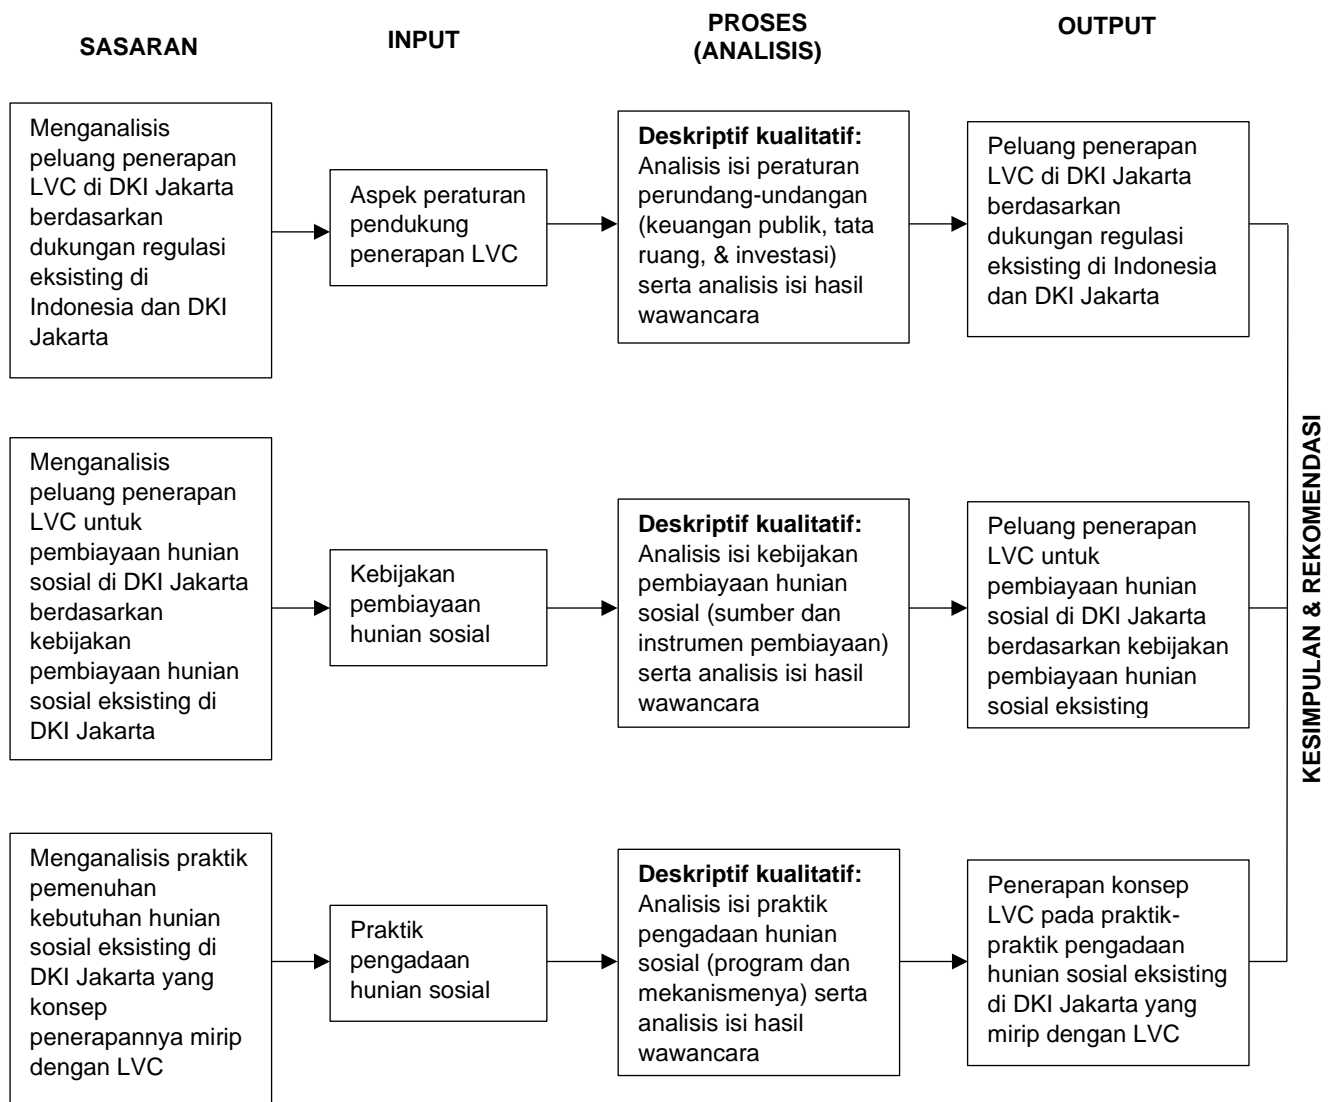 SASARAN
INPUT
PROSES
(ANALISIS)
OUTPUT
Menganalisis
peluang penerapan
LVC di DKI Jakarta
berdasarkan
dukungan regulasi
eksisting di
Indonesia dan DKI
Jakarta
Aspek peraturan
pendukung
penerapan LVC
Deskriptif kualitatif:
Analisis isi peraturan
perundang-undangan
(keuangan publik, tata
ruang, & investasi)
serta analisis isi hasil
wawancara
Peluang penerapan
LVC di DKI Jakarta
berdasarkan
dukungan regulasi
eksisting di Indonesia
dan DKI Jakarta
Menganalisis
peluang penerapan
LVC untuk
pembiayaan hunian
sosial di DKI Jakarta
berdasarkan
kebijakan
pembiayaan hunian
sosial eksisting di
DKI Jakarta
Kebijakan
pembiayaan
hunian sosial
Deskriptif kualitatif:
Analisis isi kebijakan
pembiayaan hunian
sosial (sumber dan
instrumen pembiayaan)
serta analisis isi hasil
wawancara
Peluang penerapan
LVC untuk
pembiayaan hunian
sosial di DKI Jakarta
berdasarkan kebijakan
pembiayaan hunian
sosial eksisting
Menganalisis praktik
pemenuhan
kebutuhan hunian
sosial eksisting di
DKI Jakarta yang
konsep
penerapannya mirip
dengan LVC
Praktik
pengadaan
hunian sosial
Deskriptif kualitatif:
Analisis isi praktik
pengadaan hunian
sosial (program dan
mekanismenya) serta
analisis isi hasil
wawancara
Penerapan konsep
LVC pada praktik-
praktik pengadaan
hunian sosial eksisting
di DKI Jakarta yang
mirip dengan LVC
KESIMPULAN & REKOMENDASI